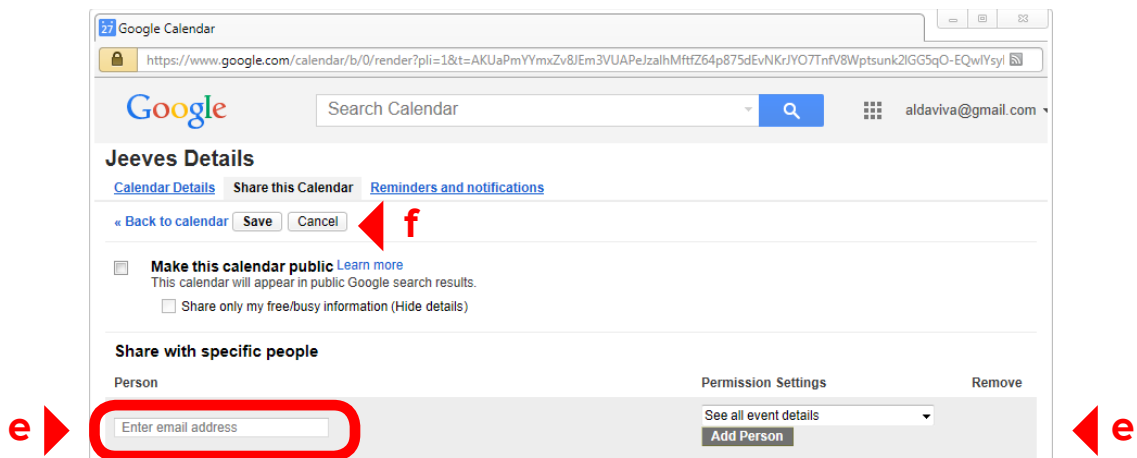 27 Google Calendar
https://www.google.com/calendar/b/0/render?pli=1&t=AKUaPmYYmxZv8JEm3VUAPeJzalhMftfZ64p875dEvNKrJYO7TnfV8Wptsunk2lGG5qO-EQwlYsyl
Google Search Calendar aldaviva@gmail.com
Jeeves Details
Calendar Details Share this Calendar Reminders and notifications
« Back to calendar Save Cancel f
Make this calendar public Learn more
This calendar will appear in public Google search results.
Share only my free/busy information (Hide details)
Share with specific people
Person Permission Settings Remove
e Enter email address See all event details e
Add Person